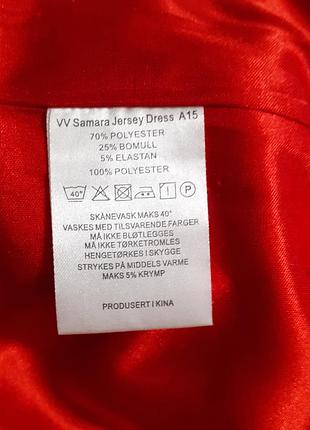 VV Samara Jersey Dress A15
70% POLYESTER
25% BOMULL
5% ELASTAN
100% POLYESTER
40° P
SKÅNEVASK MAKS 40°
VASKES MED TILSVARENDE FARGER
MÅ IKKE BLØTLEGGES
MÅ IKKE TØRKETROMLES
HENGETØRKES I SKYGGE
STRYKES PÅ MIDDELS VARME
MAKS 5% KRYMP
PRODUSERT I KINA